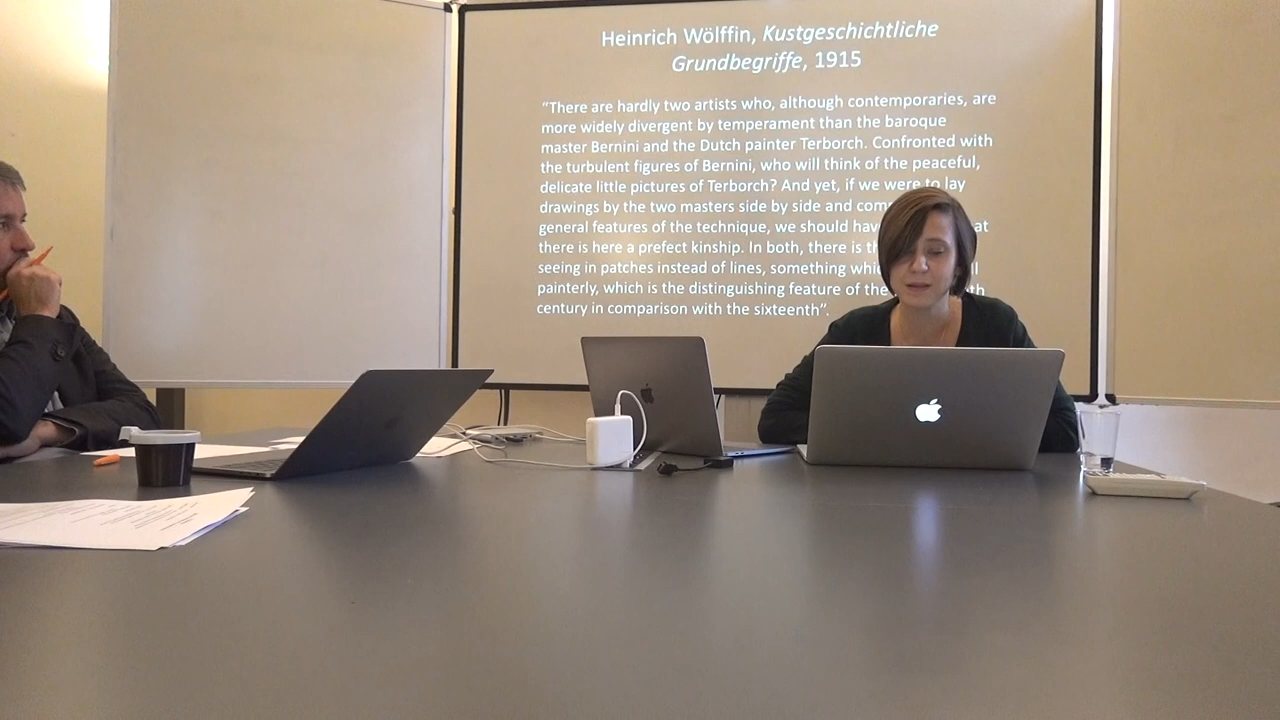 Heinrich Wölffin, Kustgeschichtliche
Grundbegriffe, 1915
"There are hardly two artists who, although contemporaries, are
more widely divergent by temperament than the baroque
master Bernini and the Dutch painter Terborch. Confronted with
the turbulent figures of Bernini, who will think of the peaceful,
delicate little pictures of Terborch? And yet, if we were to lay
drawings by the two masters side by side and
general features of the technique, we should at
there is here a prefect kinship. In both, there is
seeing in patches instead of lines, something
painterly, which is the distinguishing feature of the
century in comparison with the sixteenth".